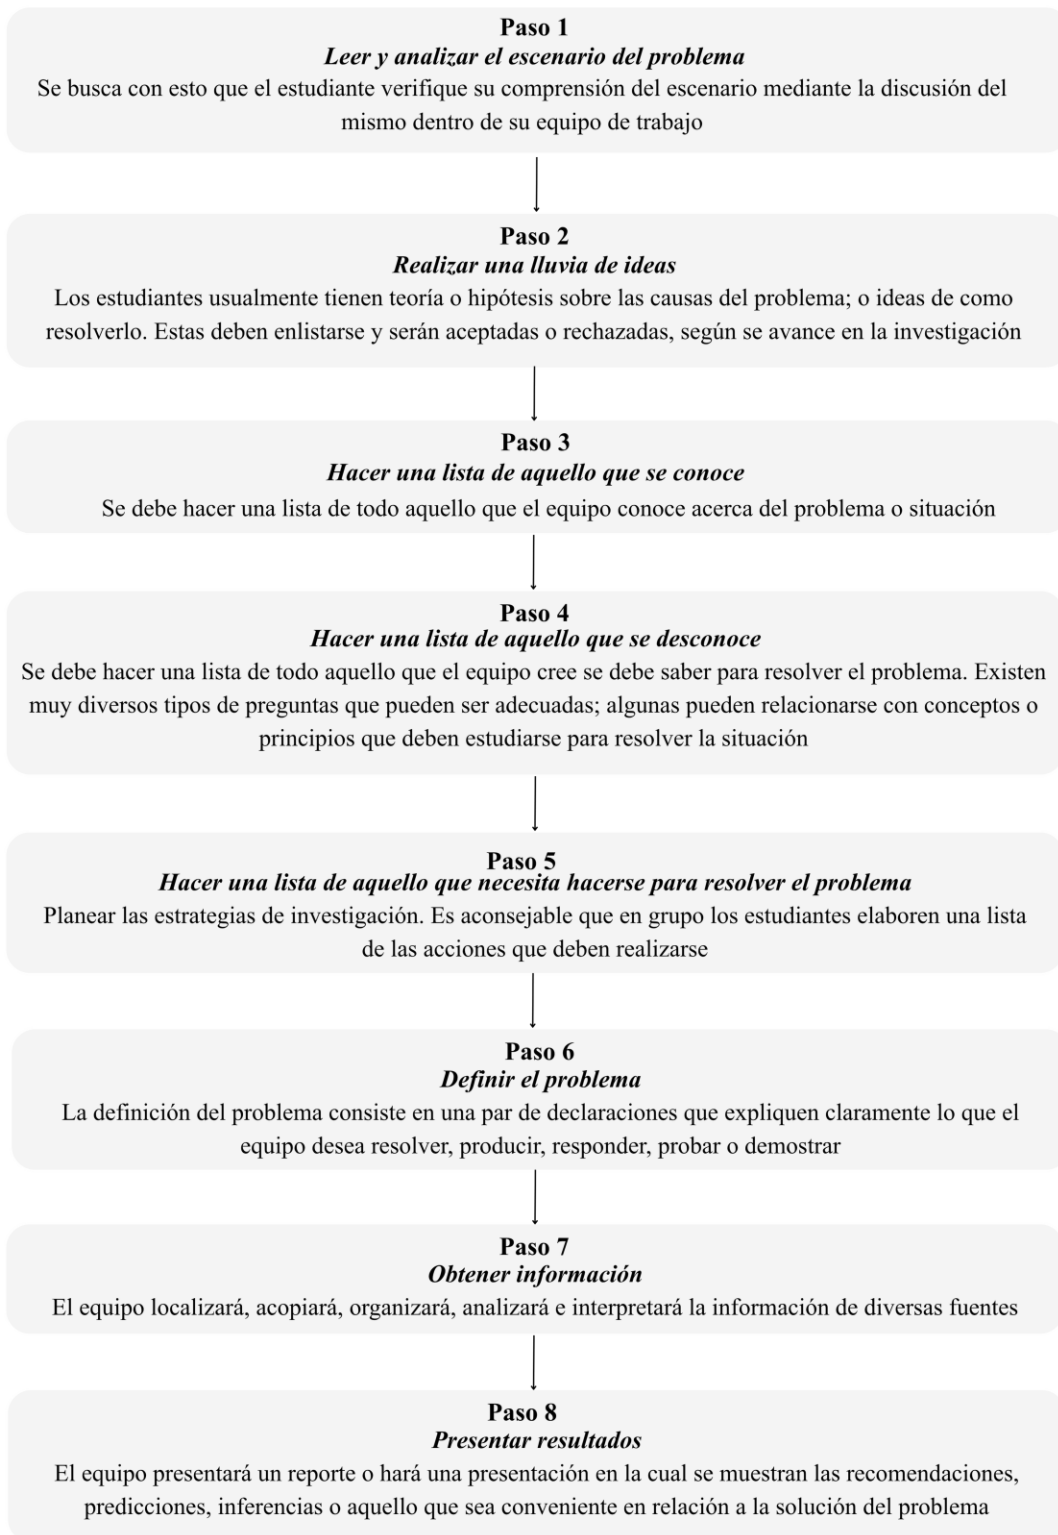 Paso 1
Leer y analizar el escenario del problema
Se busca con esto que el estudiante verifique su comprensión del escenario mediante la discusión del
mismo dentro de su equipo de trabajo
Paso 2
Realizar una lluvia de ideas
Los estudiantes usualmente tienen teoría o hipótesis sobre las causas del problema; o ideas de como
resolverlo. Estas deben enlistarse y serán aceptadas o rechazadas, según se avance en la investigación
Paso 3
Hacer una lista de aquello que se conoce
Se debe hacer una lista de todo aquello que el equipo conoce acerca del problema o situación
Paso 4
Hacer una lista de aquello que se desconoce
Se debe hacer una lista de todo aquello que el equipo cree se debe saber para resolver el problema. Existen
muy diversos tipos de preguntas que pueden ser adecuadas; algunas pueden relacionarse con conceptos o
principios que deben estudiarse para resolver la situación
Paso 5
Hacer una lista de aquello que necesita hacerse para resolver el problema
Planear las estrategias de investigación. Es aconsejable que en grupo los estudiantes elaboren una lista
de las acciones que deben realizarse
Paso 6
Definir el problema
La definición del problema consiste en una par de declaraciones que expliquen claramente lo que el
equipo desea resolver, producir, responder, probar o demostrar
Paso 7
Obtener información
El equipo localizará, acopiará, organizará, analizará e interpretará la información de diversas fuentes
Paso 8
Presentar resultados
El equipo presentará un reporte o hará una presentación en la cual se muestran las recomendaciones,
predicciones, inferencias o aquello que sea conveniente en relación a la solución del problema